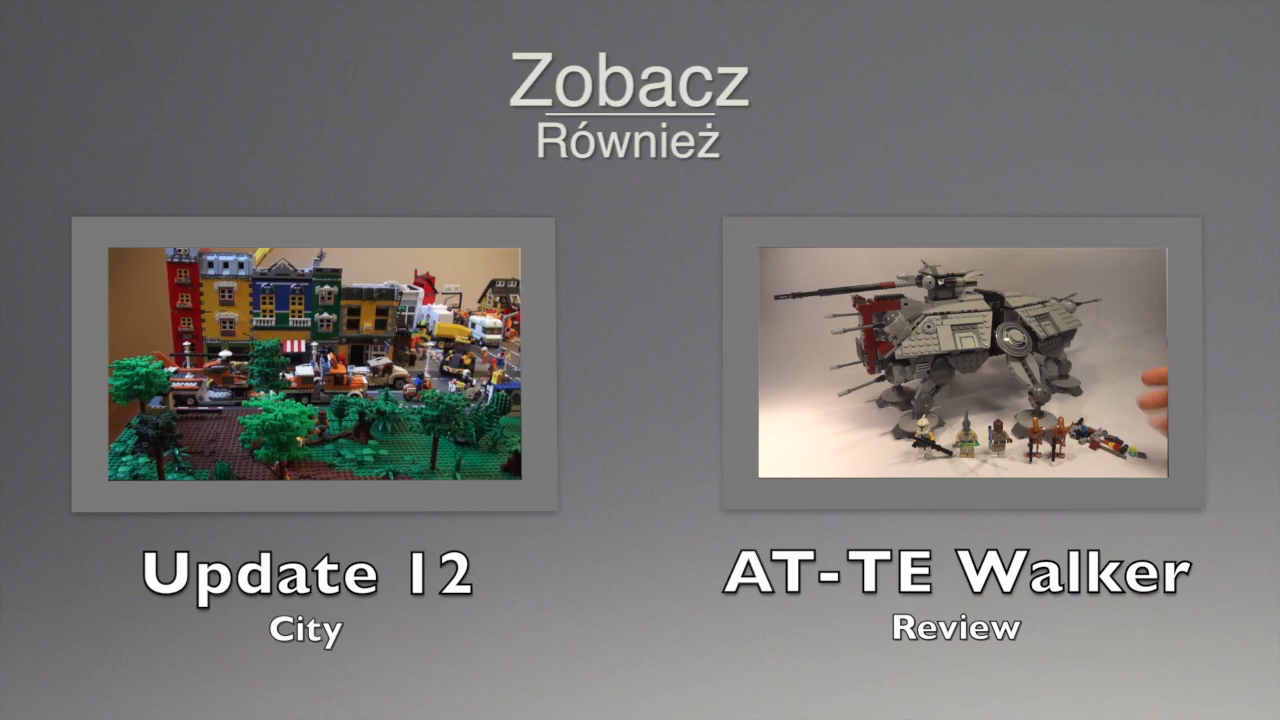 Zobacz
Również
Update 12
City
AT-TE Walker
Review